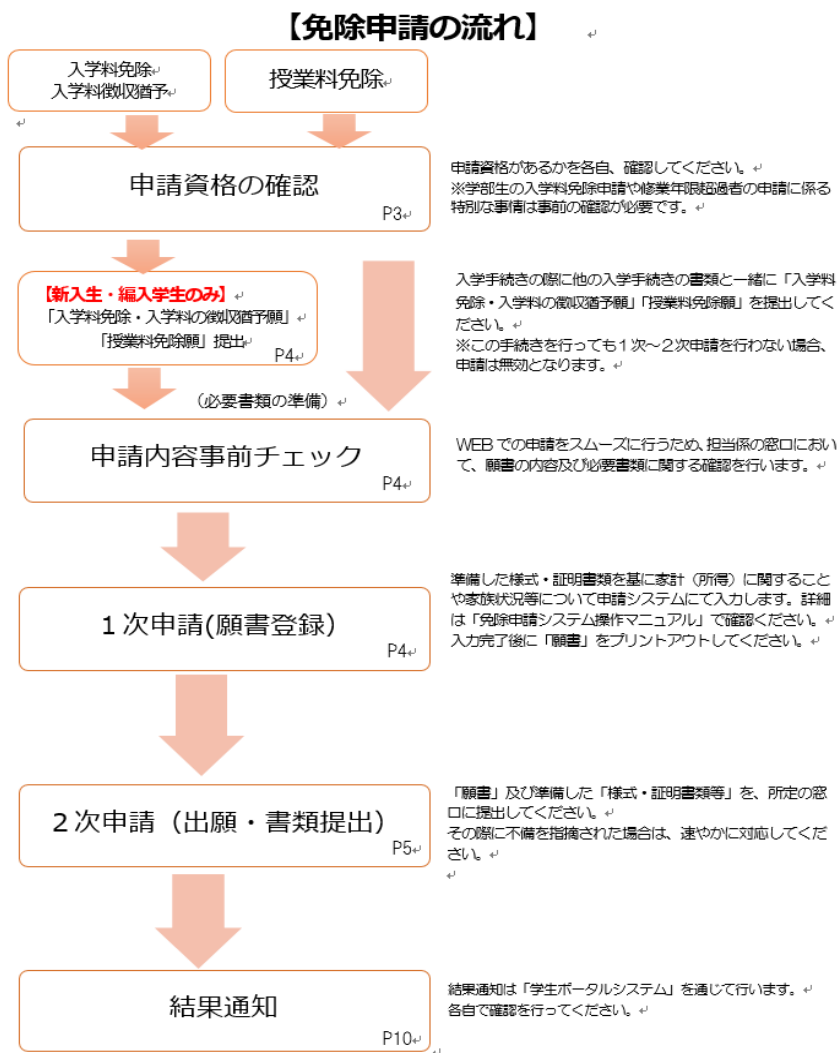 【免除申請の流れ】
入学料免除
入学料徴収猶予
授業料免除
申請資格の確認
P3
申請資格があるかを各自、確認してください。
※学部生の入学料免除申請や修業年限超過者の申請に係る
特別な事情は事前の確認が必要です。
【新入生・編入学生のみ】
「入学料免除・入学料の徴収猶予願」
「授業料免除願」提出
P4
入学手続きの際に他の入学手続きの書類と一緒に「入学料
免除・入学料の徴収猶予願」「授業料免除願」を提出してく
ださい。
※この手続きを行っても1次~2次申請を行わない場合、
申請は無効となります。
(必要書類の準備)
申請内容事前チェック
P4
WEBでの申請をスムーズに行うため、担当係の窓口におい
て、願書の内容及び必要書類に関する確認を行います。
1次申請(願書登録)
P4
準備した様式・証明書類を基に家計(所得)に関すること
や家族状況等について申請システムにて入力します。詳細
は「免除申請システム操作マニュアル」で確認ください。
入力完了後に「願書」をプリントアウトしてください。
2次申請(出願・書類提出)
P5
「願書」及び準備した「様式・証明書類等」を、所定の窓
口に提出してください。
その際に不備を指摘された場合は、速やかに対応してくだ
さい。
結果通知
P10
結果通知は「学生ポータルシステム」を通じて行います。
各自で確認を行ってください。